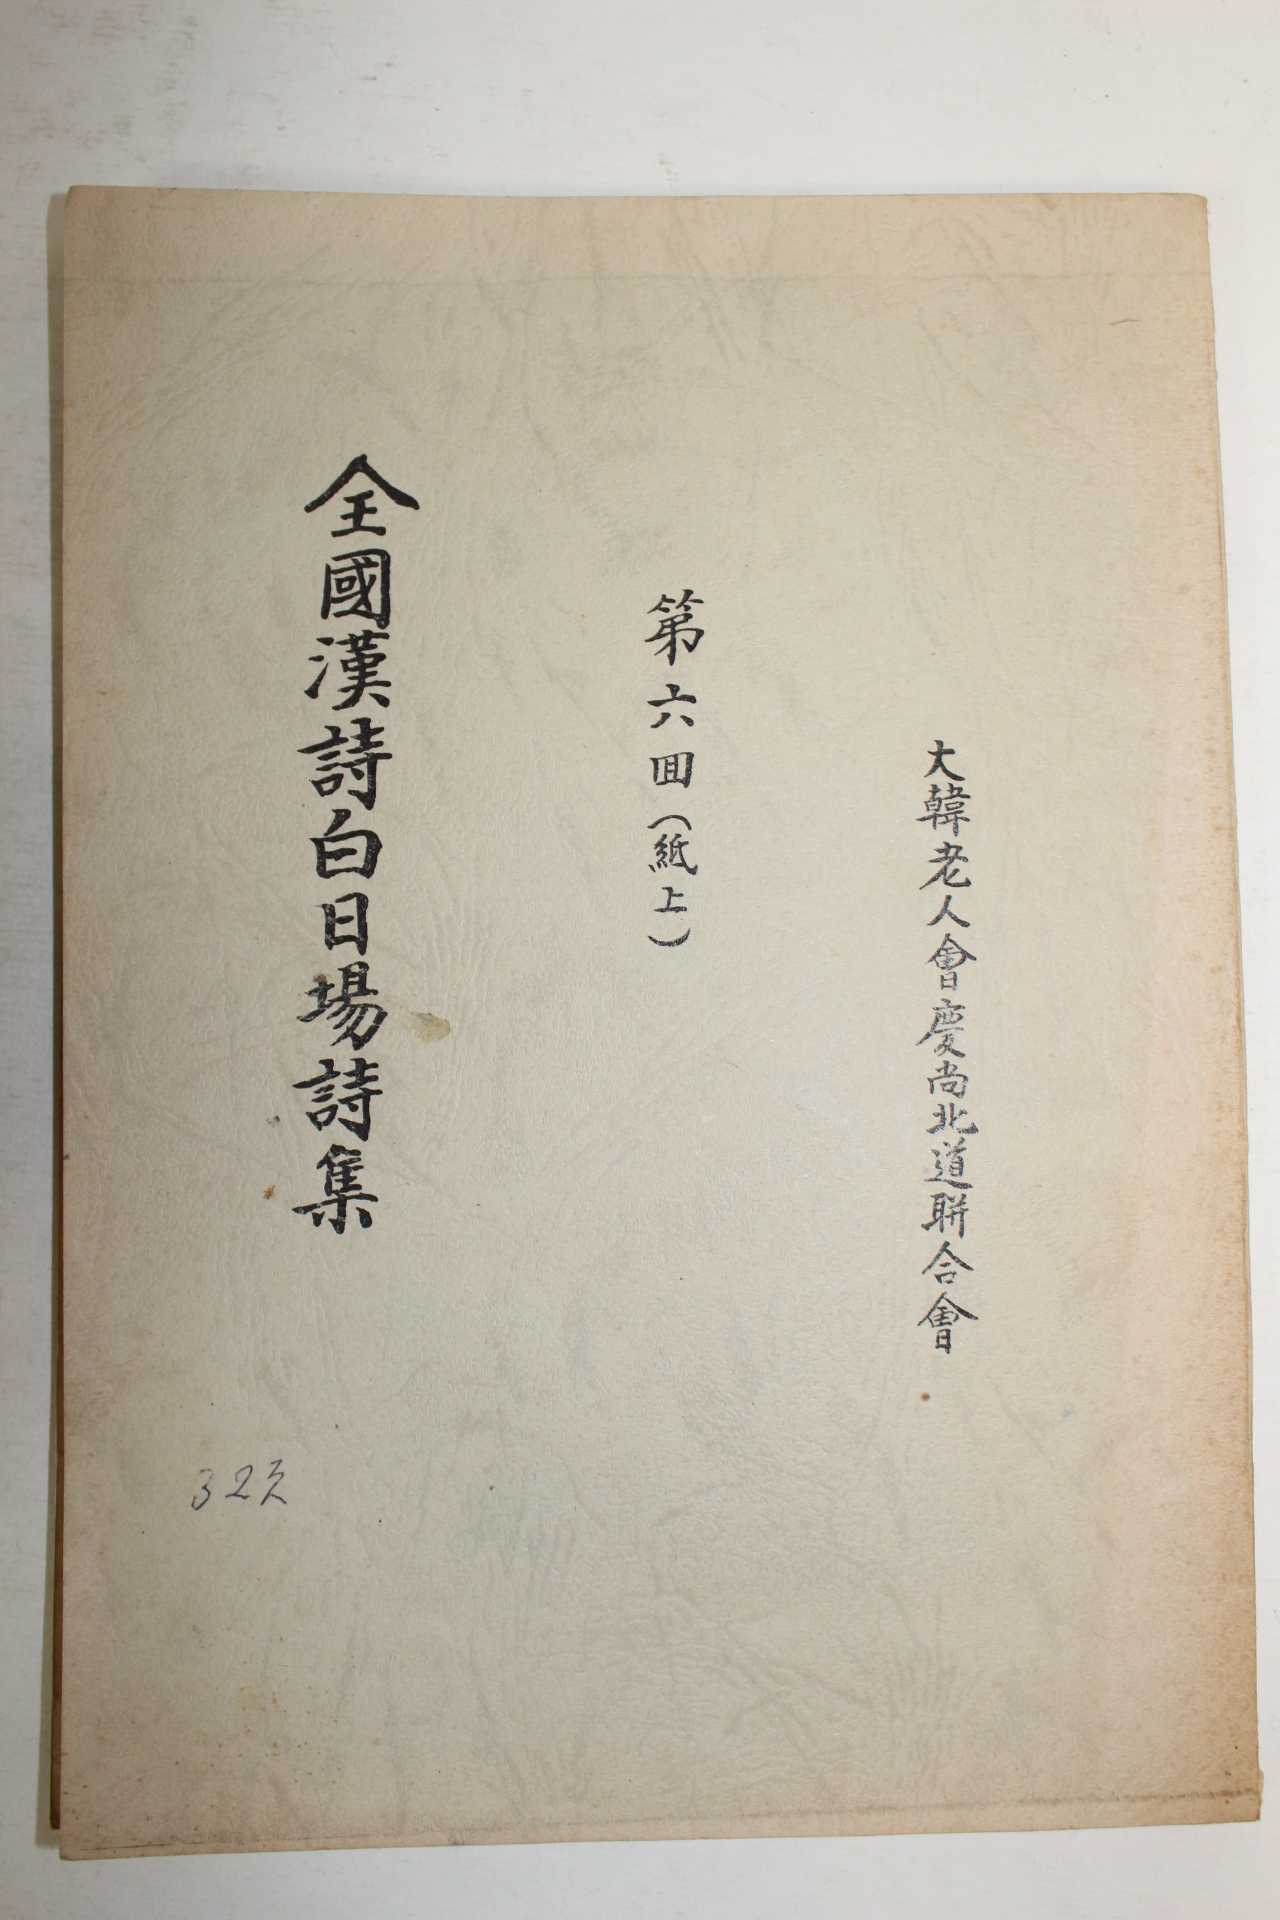 大韓老人會慶尚北道聯合會
第六回(紙上)
全國漢詩白日場詩集